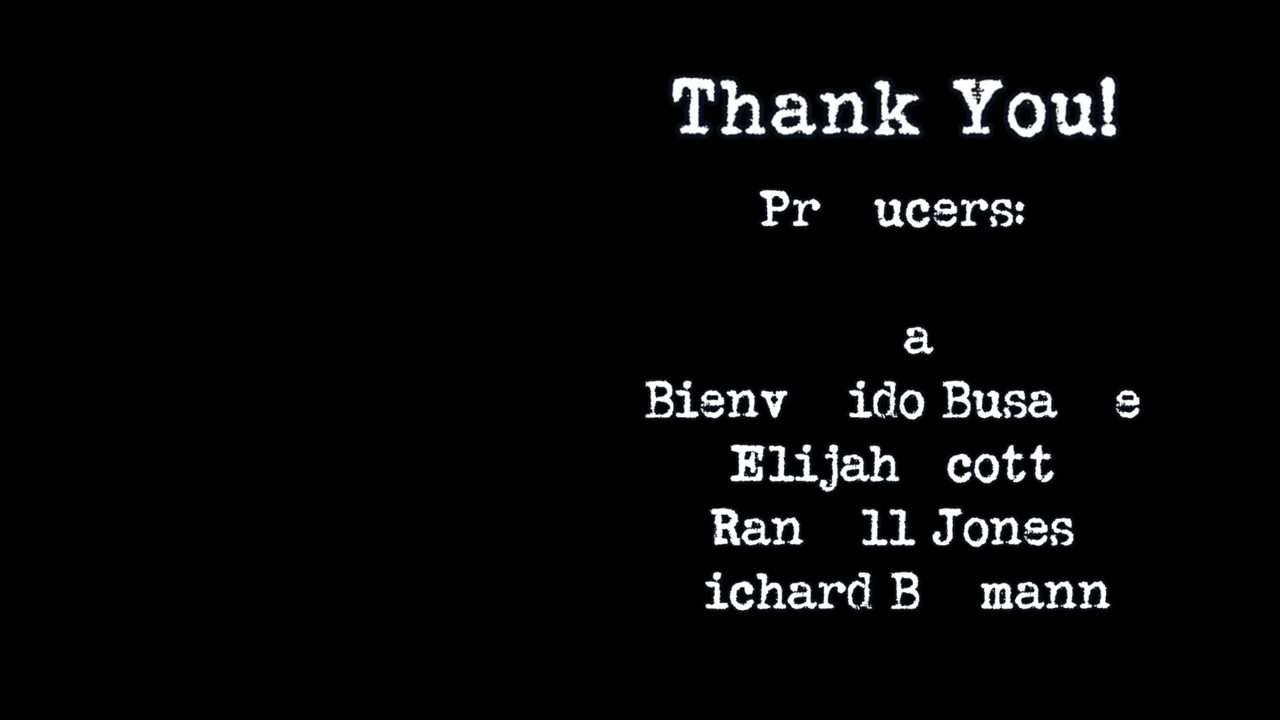 Thank You!
Pr ucers:
a
Bienv ido Busa e
Elijah cott
Ran ll Jones
ichard B mann